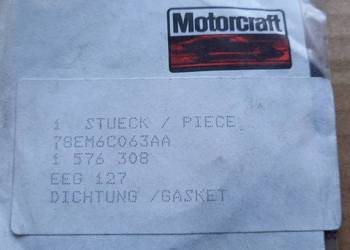 Motorcraft
1 STUECK / PIECE
78EM6C063AA
1 576 308
EEG 127
DICHTUNG /GASKET